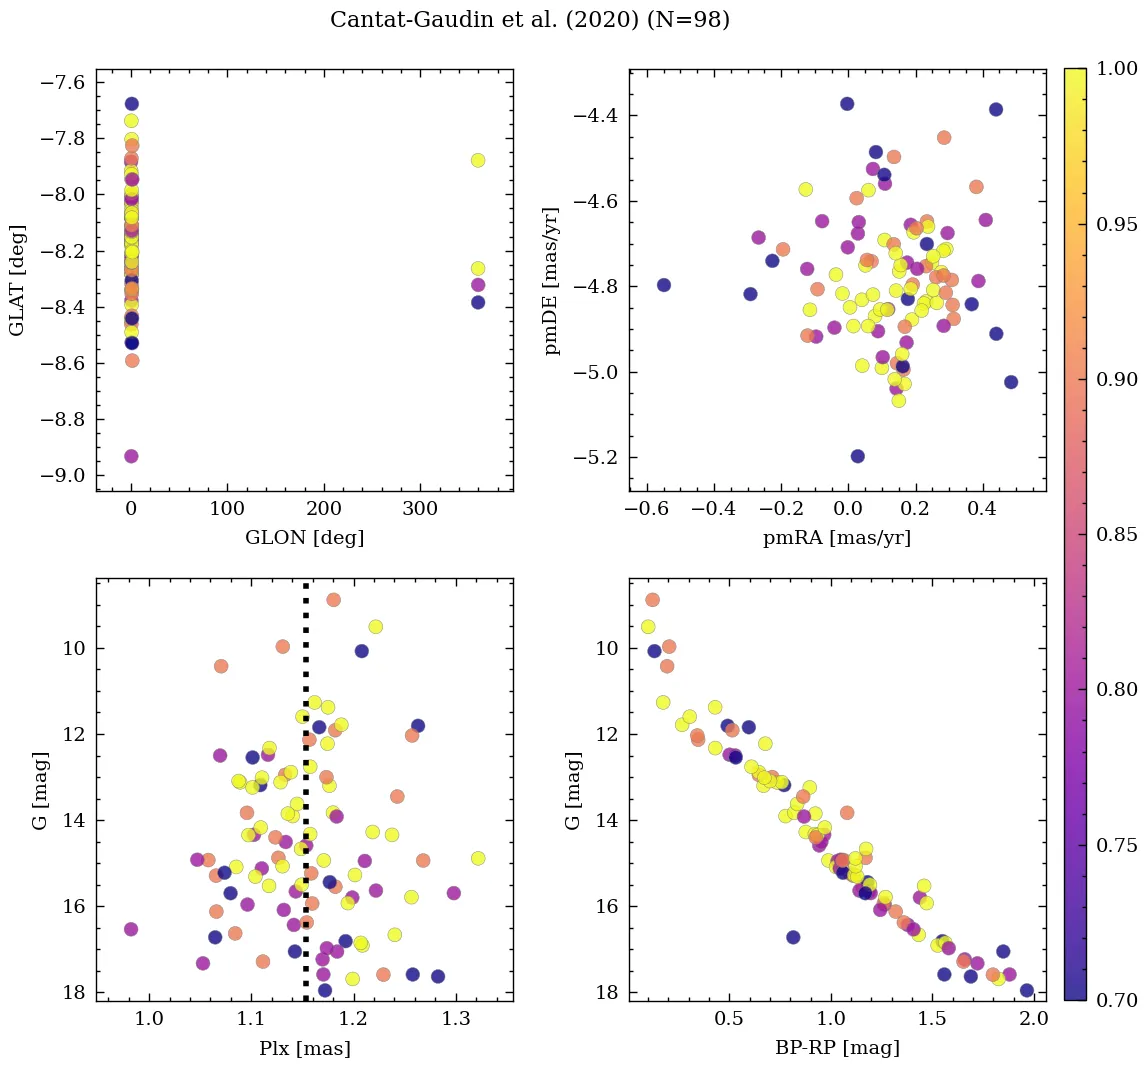 Cantat-Gaudin et al. (2020) (N=98)
−7.6
−7.8
−8.0
−8.2
−8.4
−8.6
−8.8
−9.0
GLAT [deg]
0 100 200 300
GLON [deg]
−4.4
−4.6
−4.8
−5.0
−5.2
pmDE [mas/yr]
−0.6 −0.4 −0.2 0.0 0.2 0.4
pmRA [mas/yr]
10
12
14
16
18
G [mag]
1.0 1.1 1.2 1.3
Plx [mas]
10
12
14
16
18
G [mag]
0.5 1.0 1.5 2.0
BP-RP [mag]
1.00
0.95
0.90
0.85
0.80
0.75
0.70